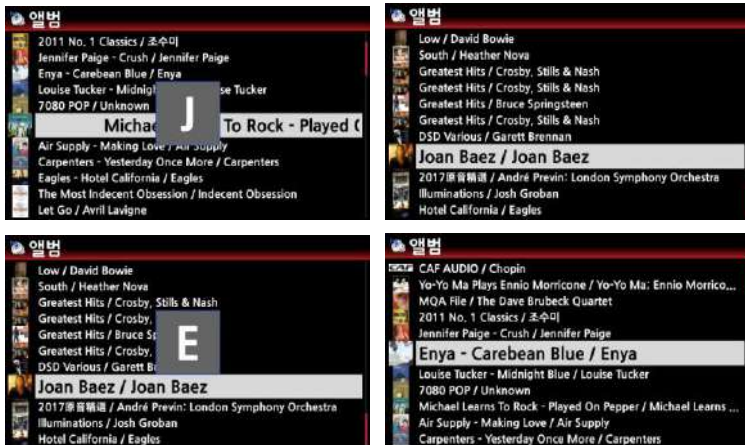 앨범
2011 No. 1 Classics / 조수미
Jennifer Paige - Crush / Jennifer Paige
Enya - Carebean Blue / Enya
Louise Tucker - Midnigh se Tucker
7080 POP / Unknown
Michae To Rock - Played
J
Air Supply - Making Love / Air Supply
Carpenters - Yesterday Once More / Carpenters
Eagles - Hotel California / Eagles
The Most Indecent Obsession / Indecent Obsession
Let Go / Avril Lavigne
앨범
Low / David Bowie
South / Heather Nova
Greatest Hits / Crosby, Stills & Nash
Greatest Hits / Crosby, Stills & Nash
Greatest Hits / Bruce Springsteen
Greatest Hits / Crosby, Stills & Nash
DSD Various / Garett Brennan
Joan Baez / Joan Baez
2017原音精選 / André Previn: London Symphony Orchestra
Illuminations / Josh Groban
Hotel California / Eagles
앨범
Low / David Bowie
South / Heather Nova
Greatest Hits / Crosby, Stills & Nash
Greatest Hits / Crosby,
Greatest Hits / Bruce Sp
Greatest Hits / Crosby,
E
DSD Various / Garett B
Joan Baez / Joan Baez
2017原音精選 / André Previn: London Symphony Orchestra
Illuminations / Josh Groban
Hotel California / Eagles
앨범
CAF AUDIO / Chopin
Yo-Yo Ma Plays Ennio Morricone / Yo-Yo Ma; Ennio Morrico...
MQA File / The Dave Brubeck Quartet
2011 No. 1 Classics / 조수미
Jennifer Paige - Crush / Jennifer Paige
Enya - Carebean Blue / Enya
Louise Tucker - Midnight Blue / Louise Tucker
7080 POP / Unknown
Michael Learns To Rock - Played On Pepper / Michael Learns ...
Air Supply - Making Love / Air Supply
Carpenters - Yesterday Once More / Carpenters